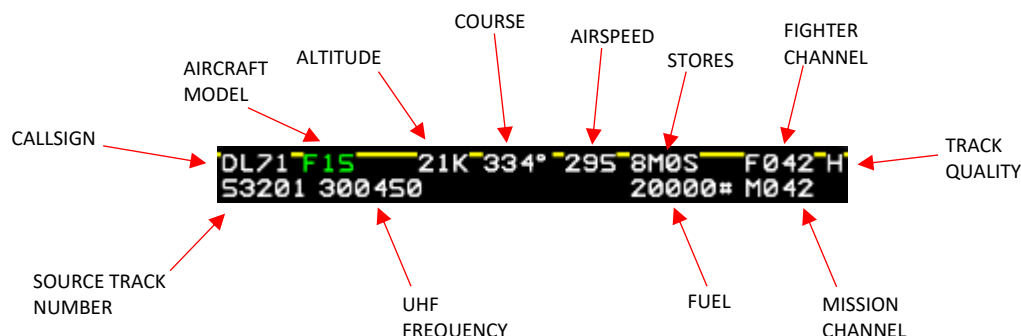 COURSE
AIRSPEED
FIGHTER
CHANNEL
ALTITUDE
STORES
AIRCRAFT
MODEL
CALLSIGN
TRACK
QUALITY
DL71 F15 21K 334° 295 8M0S F042 H
53201 300450 20000# M042
SOURCE TRACK
NUMBER
UHF
FREQUENCY
FUEL
MISSION
CHANNEL